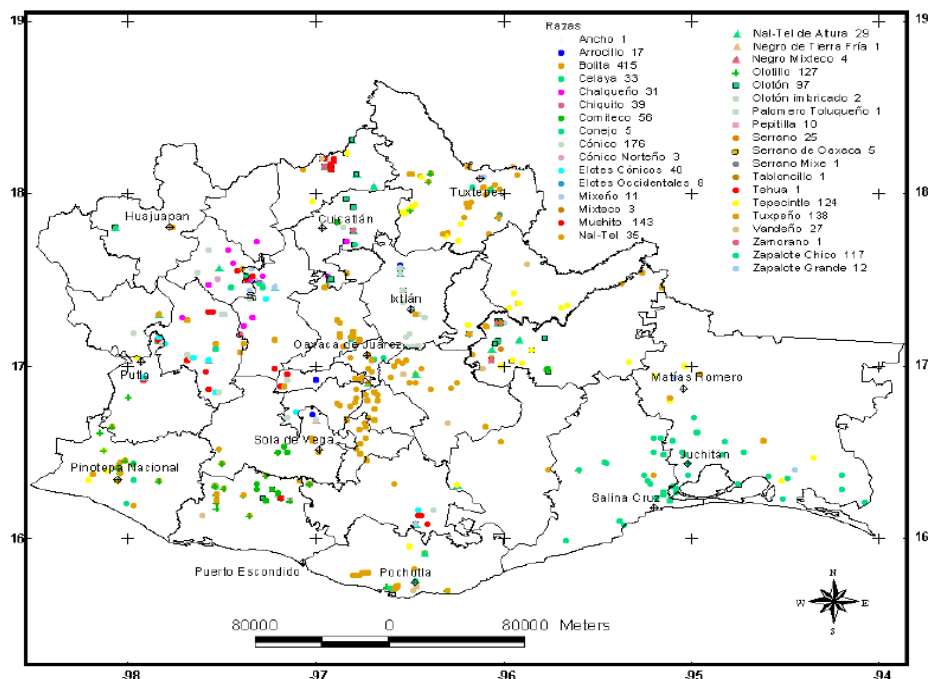 Razas
Ancho 1
Arrocillo 17
Bolita 415
Celaya 33
Chalqueño 31
Chiquito 39
Comiteco 56
Conejo 5
Cónico 176
Cónico Norteño 3
Elotes Cónicos 40
Elotes Occidentales 8
Mixeño 11
Mixteco 3
Mushito 143
Nal-Tel 35
Nal-Tel de Altura 29
Negro de Tierra Fría 1
Negro Mixteco 4
Olotillo 127
Olotón 97
Olotón imbricado 2
Palomero Toluqueño 1
Pepitilla 10
Serrano 25
Serrano de Oaxaca 5
Serrano Mixe 1
Tabloncillo 1
Tehua 1
Tepecintle 124
Tuxpeño 138
Vandeño 27
Zamorano 1
Zapalote Chico 117
Zapalote Grande 12
19
19
18
18
17
17
16
16
Huajuapan
Cuicatlán
Tuxtepe
Ixtlán
Oaxaca de Juárez
Putla
Matías Romero
Sola de Vega
Pinotepa Nacional
Juchitán
Salina Cruz
Puerto Escondido
Pochutla
80000 0 80000 Meters
N
W E
S
-98 -97 -96 -95 -94
-98 -97 -96 -95 -94